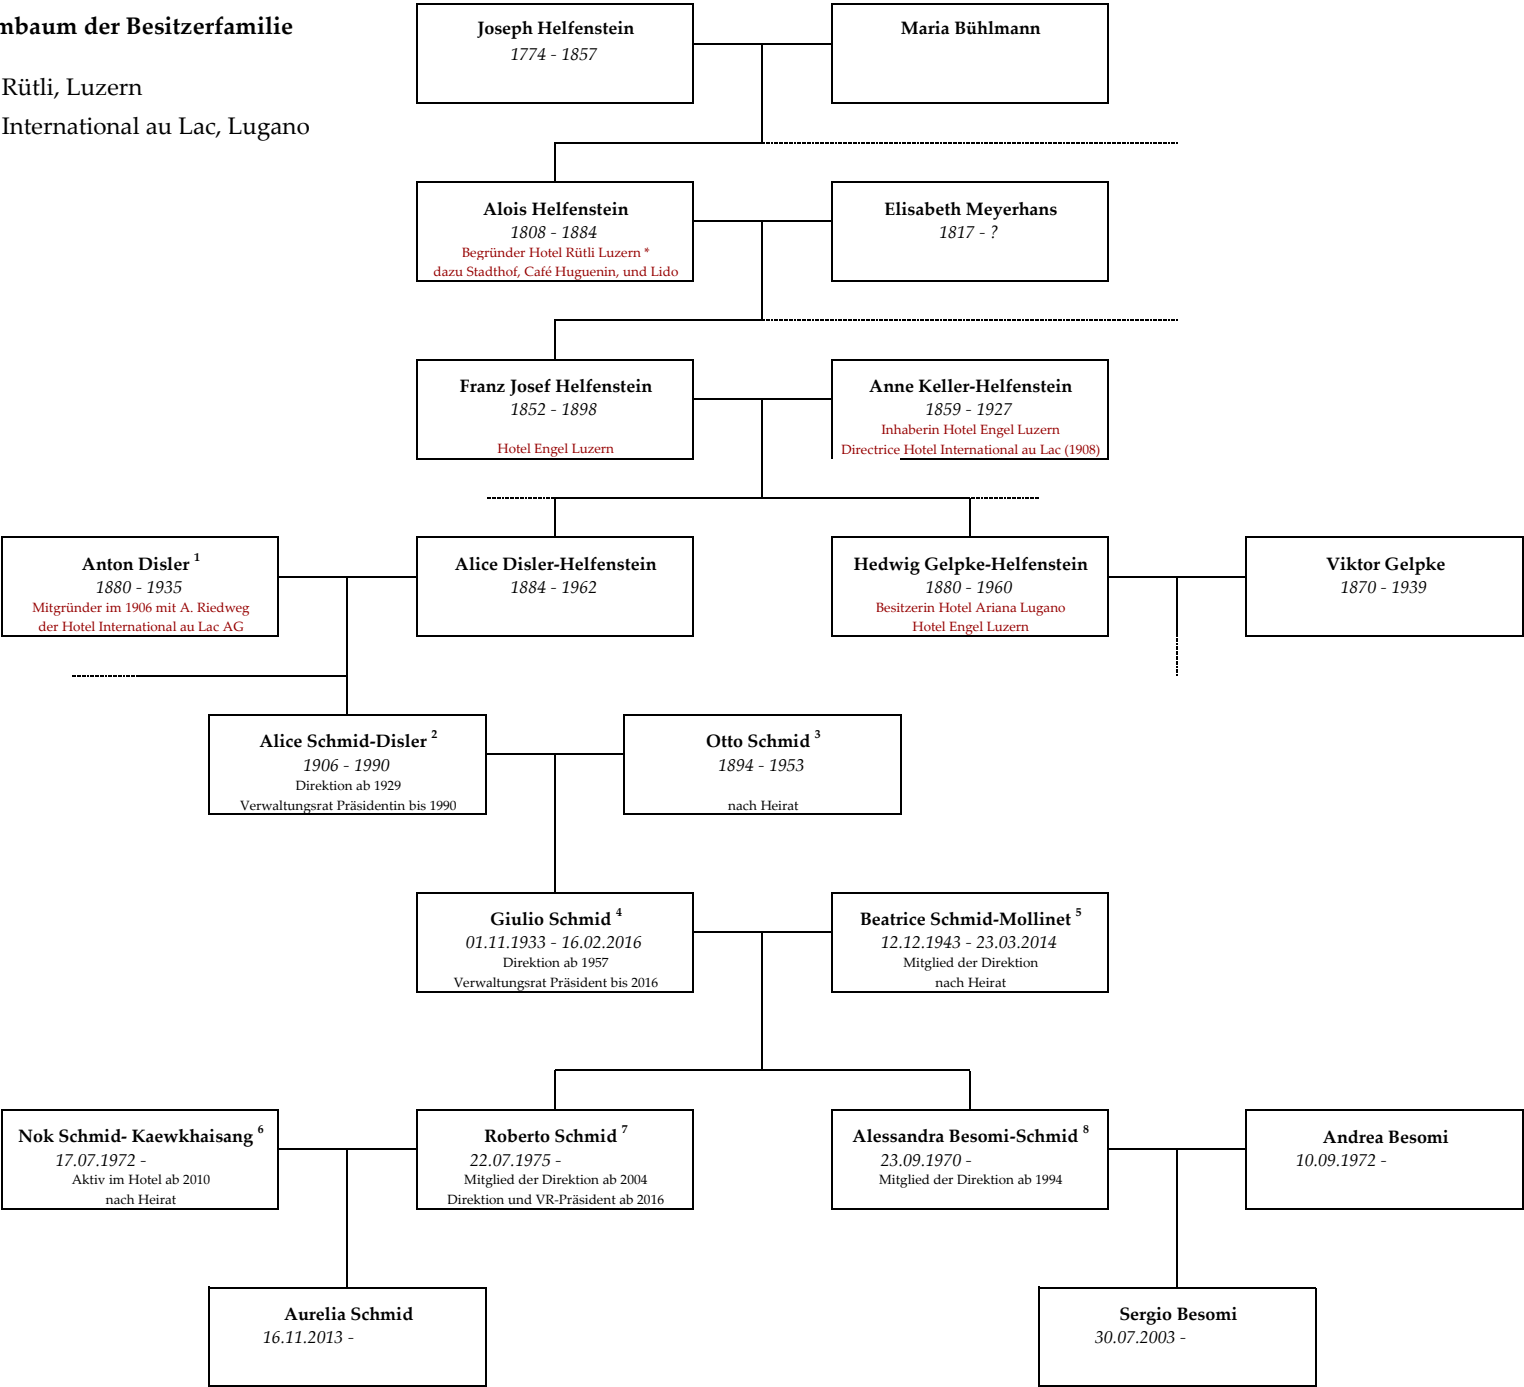 mbaum der Besitzerfamilie
Rütli, Luzern
International au Lac, Lugano
Joseph Helfenstein
1774 - 1857
Maria Bühlmann
Alois Helfenstein
1808 - 1884
Begründer Hotel Rütli Luzern *
dazu Stadthof, Café Huguenin, und Lido
Elisabeth Meyerhans
1817 - ?
Franz Josef Helfenstein
1852 - 1898
Hotel Engel Luzern
Anne Keller-Helfenstein
1859 - 1927
Inhaberin Hotel Engel Luzern
Directrice Hotel International au Lac (1908)
Anton Disler 1
1880 - 1935
Mitgründer im 1906 mit A. Riedweg
der Hotel International au Lac AG
Alice Disler-Helfenstein
1884 - 1962
Hedwig Gelpke-Helfenstein
1880 - 1960
Besitzerin Hotel Ariana Lugano
Hotel Engel Luzern
Viktor Gelpke
1870 - 1939
Alice Schmid-Disler 2
1906 - 1990
Direktion ab 1929
Verwaltungsrat Präsidentin bis 1990
Otto Schmid 3
1894 - 1953
nach Heirat
Giulio Schmid 4
01.11.1933 - 16.02.2016
Direktion ab 1957
Verwaltungsrat Präsident bis 2016
Beatrice Schmid-Mollinet 5
12.12.1943 - 23.03.2014
Mitglied der Direktion
nach Heirat
Nok Schmid- Kaewkhaisang 6
17.07.1972 -
Aktiv im Hotel ab 2010
nach Heirat
Roberto Schmid 7
22.07.1975 -
Mitglied der Direktion ab 2004
Direktion und VR-Präsident ab 2016
Alessandra Besomi-Schmid 8
23.09.1970 -
Mitglied der Direktion ab 1994
Andrea Besomi
10.09.1972 -
Aurelia Schmid
16.11.2013 -
Sergio Besomi
30.07.2003 -